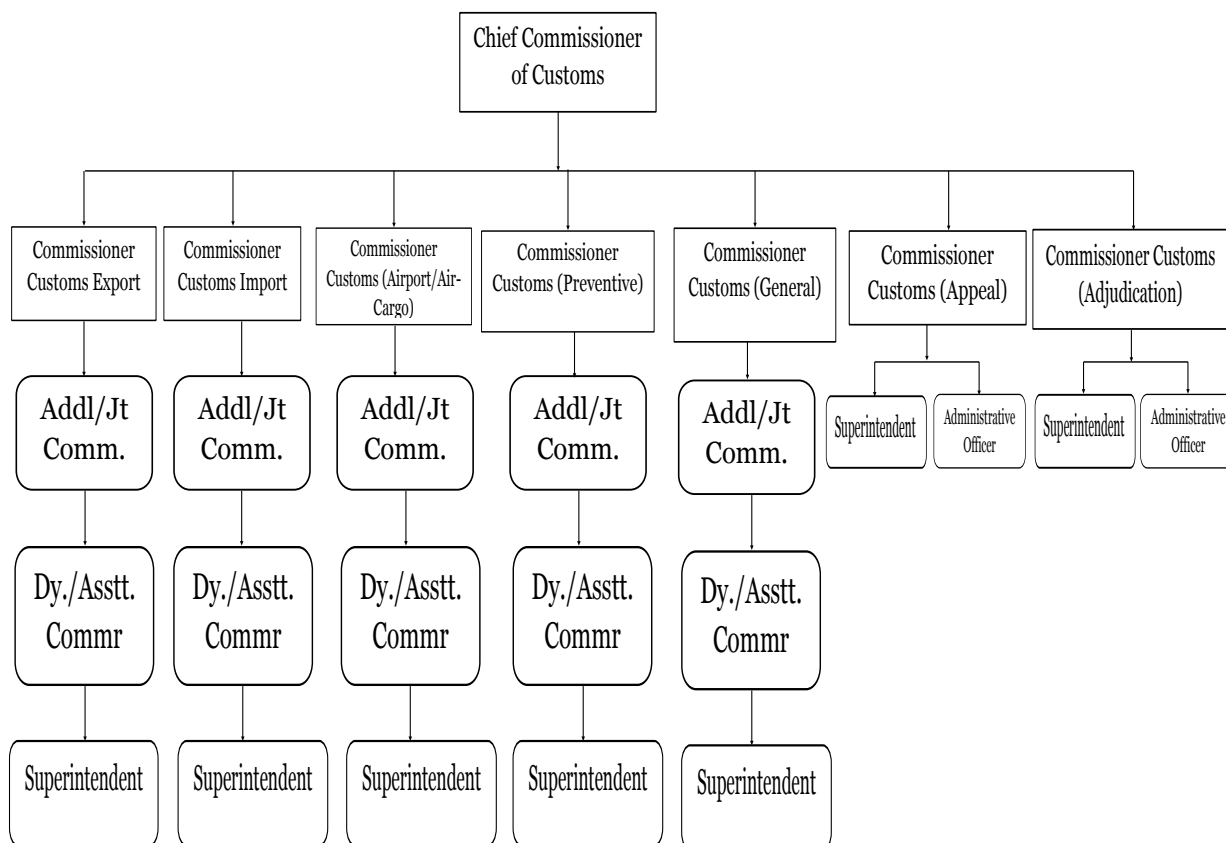 Chief Commissioner
of Customs
Commissioner
Customs Export
Commissioner
Customs Import
Commissioner
Customs (Airport/Air-
Cargo)
Commissioner
Customs (Preventive)
Commissioner
Customs (General)
Commissioner
Customs (Appeal)
Commissioner Customs
(Adjudication)
Addl/Jt
Comm.
Addl/Jt
Comm.
Addl/Jt
Comm.
Addl/Jt
Comm.
Addl/Jt
Comm.
Superintendent
Administrative
Officer
Superintendent
Administrative
Officer
Dy./Asstt.
Commr
Dy./Asstt.
Commr
Dy./Asstt.
Commr
Dy./Asstt.
Commr
Dy./Asstt.
Commr
Superintendent
Superintendent
Superintendent
Superintendent
Superintendent